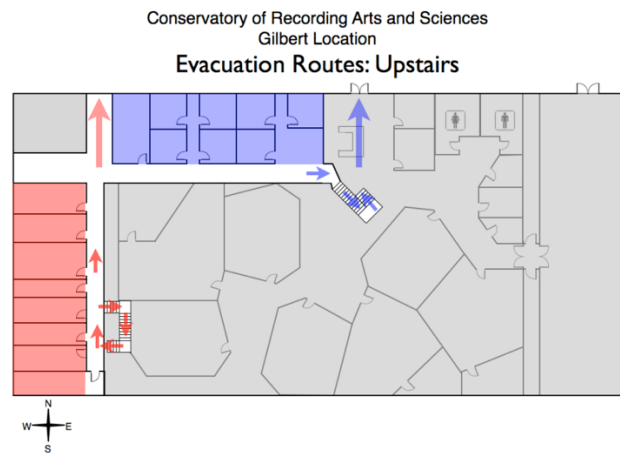 Conservatory of Recording Arts and Sciences
Gilbert Location
Evacuation Routes: Upstairs
N
W E
S